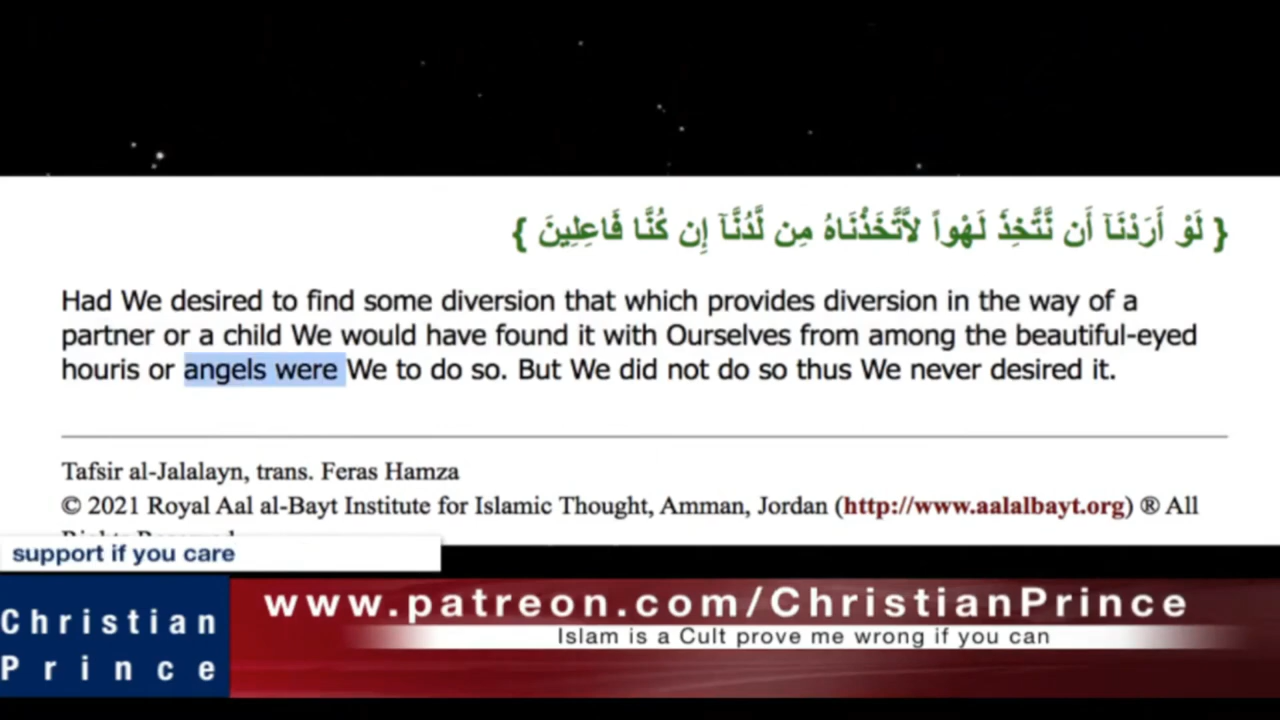 { لَوْ أَرَدْنَآ أَن نَّتَّخِذَ لَهْواً لاَّتَّخَذْنَاهُ مِن لَّدُنَّآ إِن كُنَّا فَاعِلِينَ }
Had We desired to find some diversion that which provides diversion in the way of a
partner or a child We would have found it with Ourselves from among the beautiful-eyed
houris or angels were We to do so. But We did not do so thus We never desired it.
Tafsir al-Jalalayn, trans. Feras Hamza
© 2021 Royal Aal al-Bayt Institute for Islamic Thought, Amman, Jordan (http://www.aalalbayt.org) ® All
support if you care
Christian
Prince
www.patreon.com/ChristianPrince
Islam is a Cult prove me wrong if you can